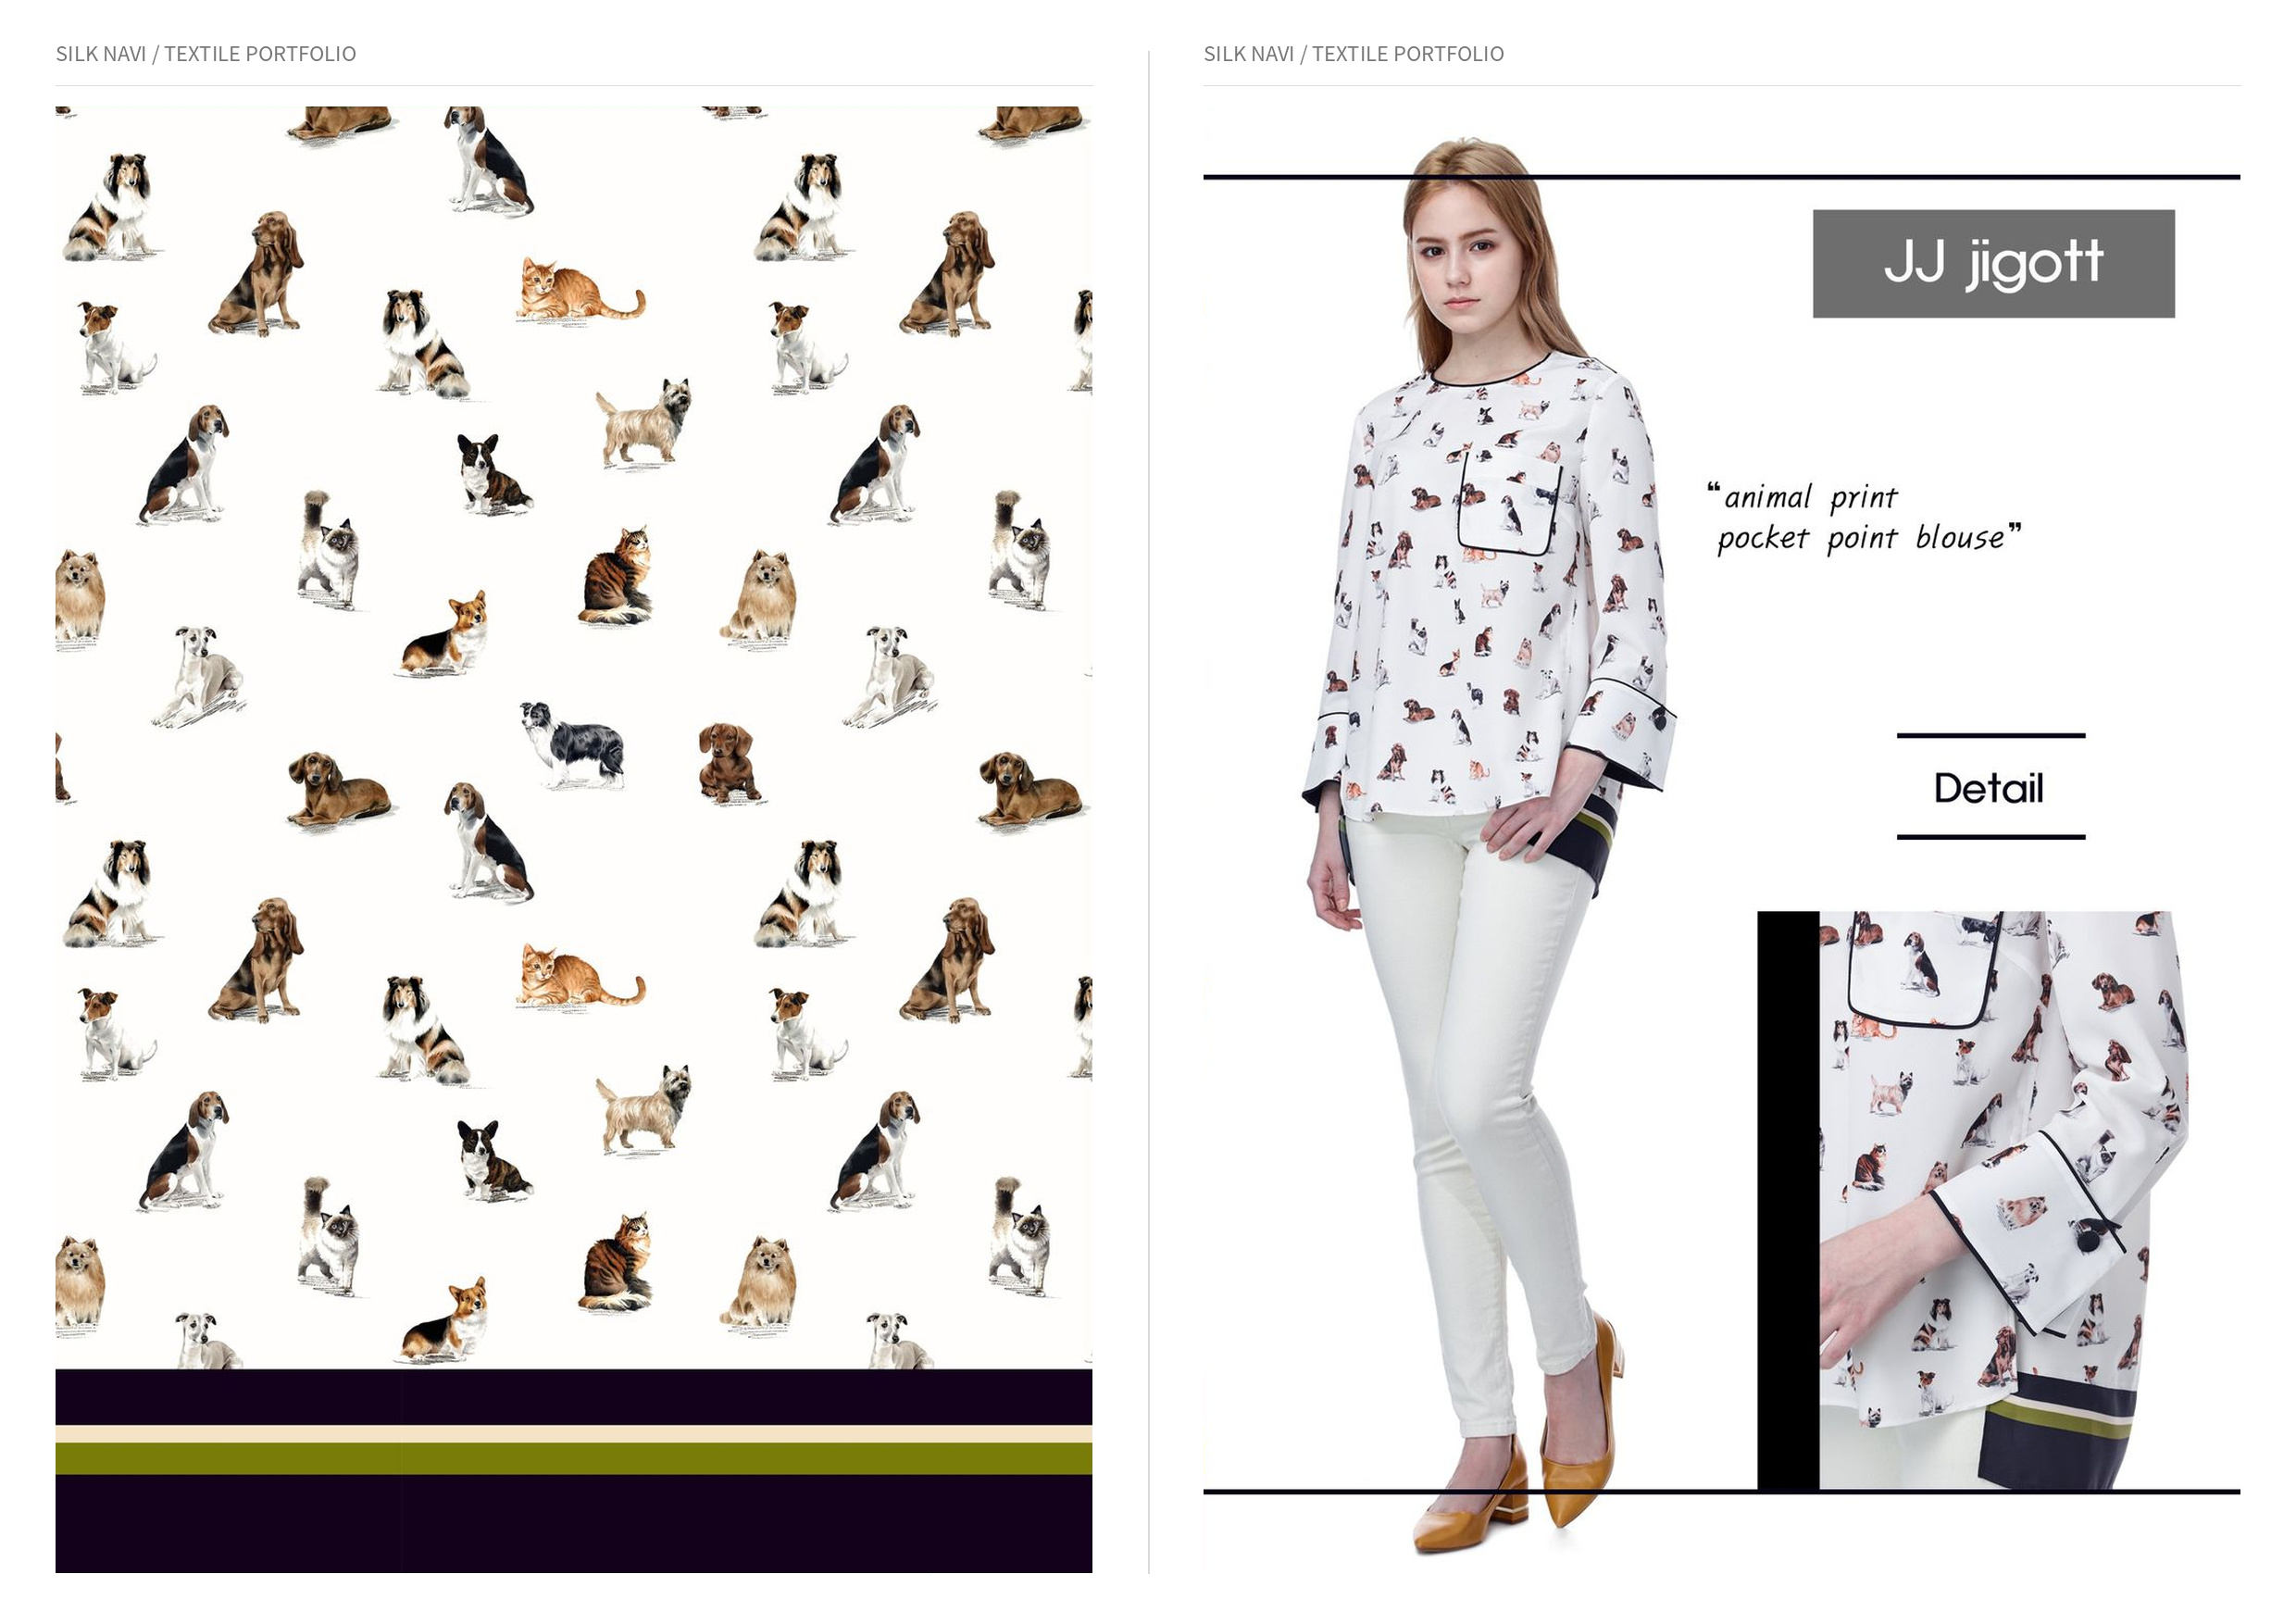 SILK NAVI / TEXTILE PORTFOLIO
SILK NAVI / TEXTILE PORTFOLIO
JJ jigott
“animal print
pocket point blouse”
Detail